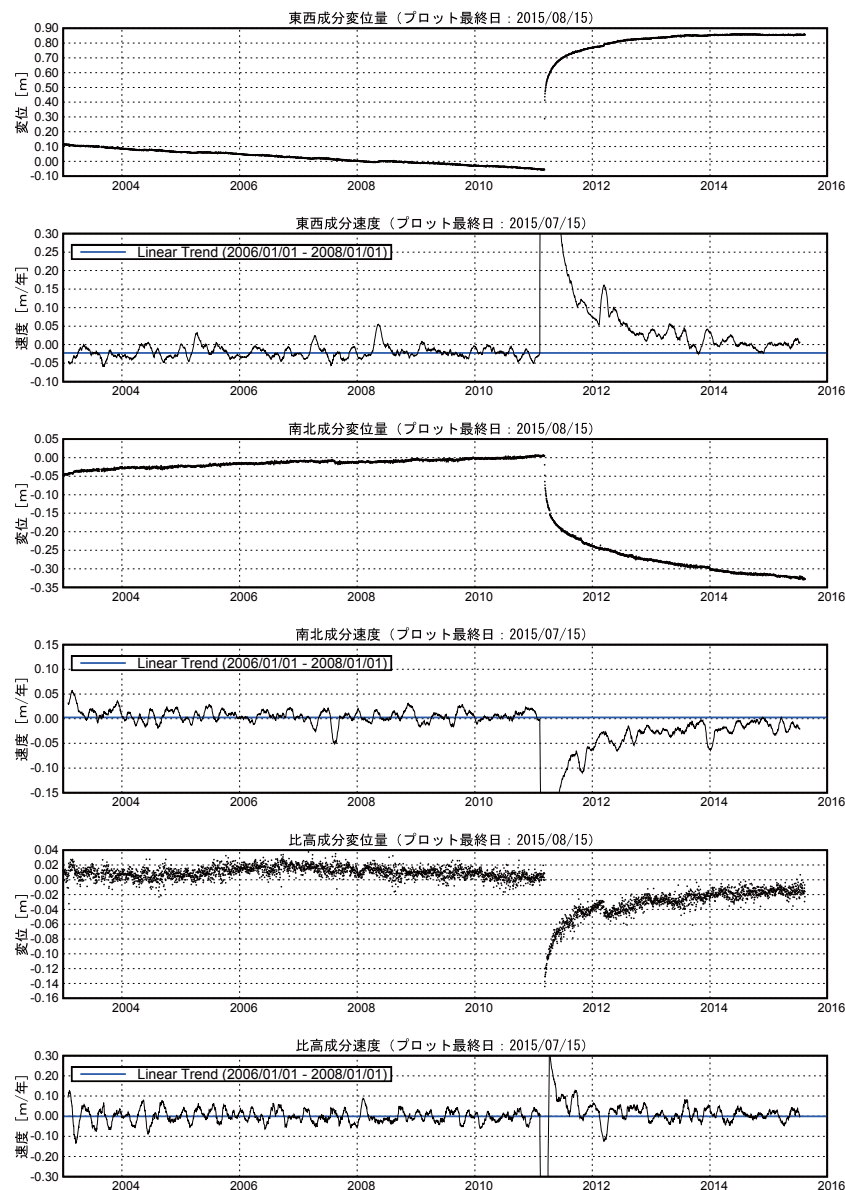 東西成分変位量（プロット最終日：2015/08/15）
0.90
0.80
0.70
0.60
0.50
0.40
0.30
0.20
0.10
0.00
-0.10
変位 [m]
2004 2006 2008 2010 2012 2014 2016
東西成分速度（プロット最終日：2015/07/15）
0.30
0.25
0.20
0.15
0.10
0.05
0.00
-0.05
-0.10
速度 [m/年]
Linear Trend (2006/01/01 - 2008/01/01)
2004 2006 2008 2010 2012 2014 2016
南北成分変位量（プロット最終日：2015/08/15）
0.05
0.00
-0.05
-0.10
-0.15
-0.20
-0.25
-0.30
-0.35
変位 [m]
2004 2006 2008 2010 2012 2014 2016
南北成分速度（プロット最終日：2015/07/15）
0.15
0.10
0.05
0.00
-0.05
-0.10
-0.15
速度 [m/年]
Linear Trend (2006/01/01 - 2008/01/01)
2004 2006 2008 2010 2012 2014 2016
比高成分変位量（プロット最終日：2015/08/15）
0.04
0.02
0.00
-0.02
-0.04
-0.06
-0.08
-0.10
-0.12
-0.14
-0.16
変位 [m]
2004 2006 2008 2010 2012 2014 2016
比高成分速度（プロット最終日：2015/07/15）
0.30
0.20
0.10
0.00
-0.10
-0.20
-0.30
速度 [m/年]
Linear Trend (2006/01/01 - 2008/01/01)
2004 2006 2008 2010 2012 2014 2016